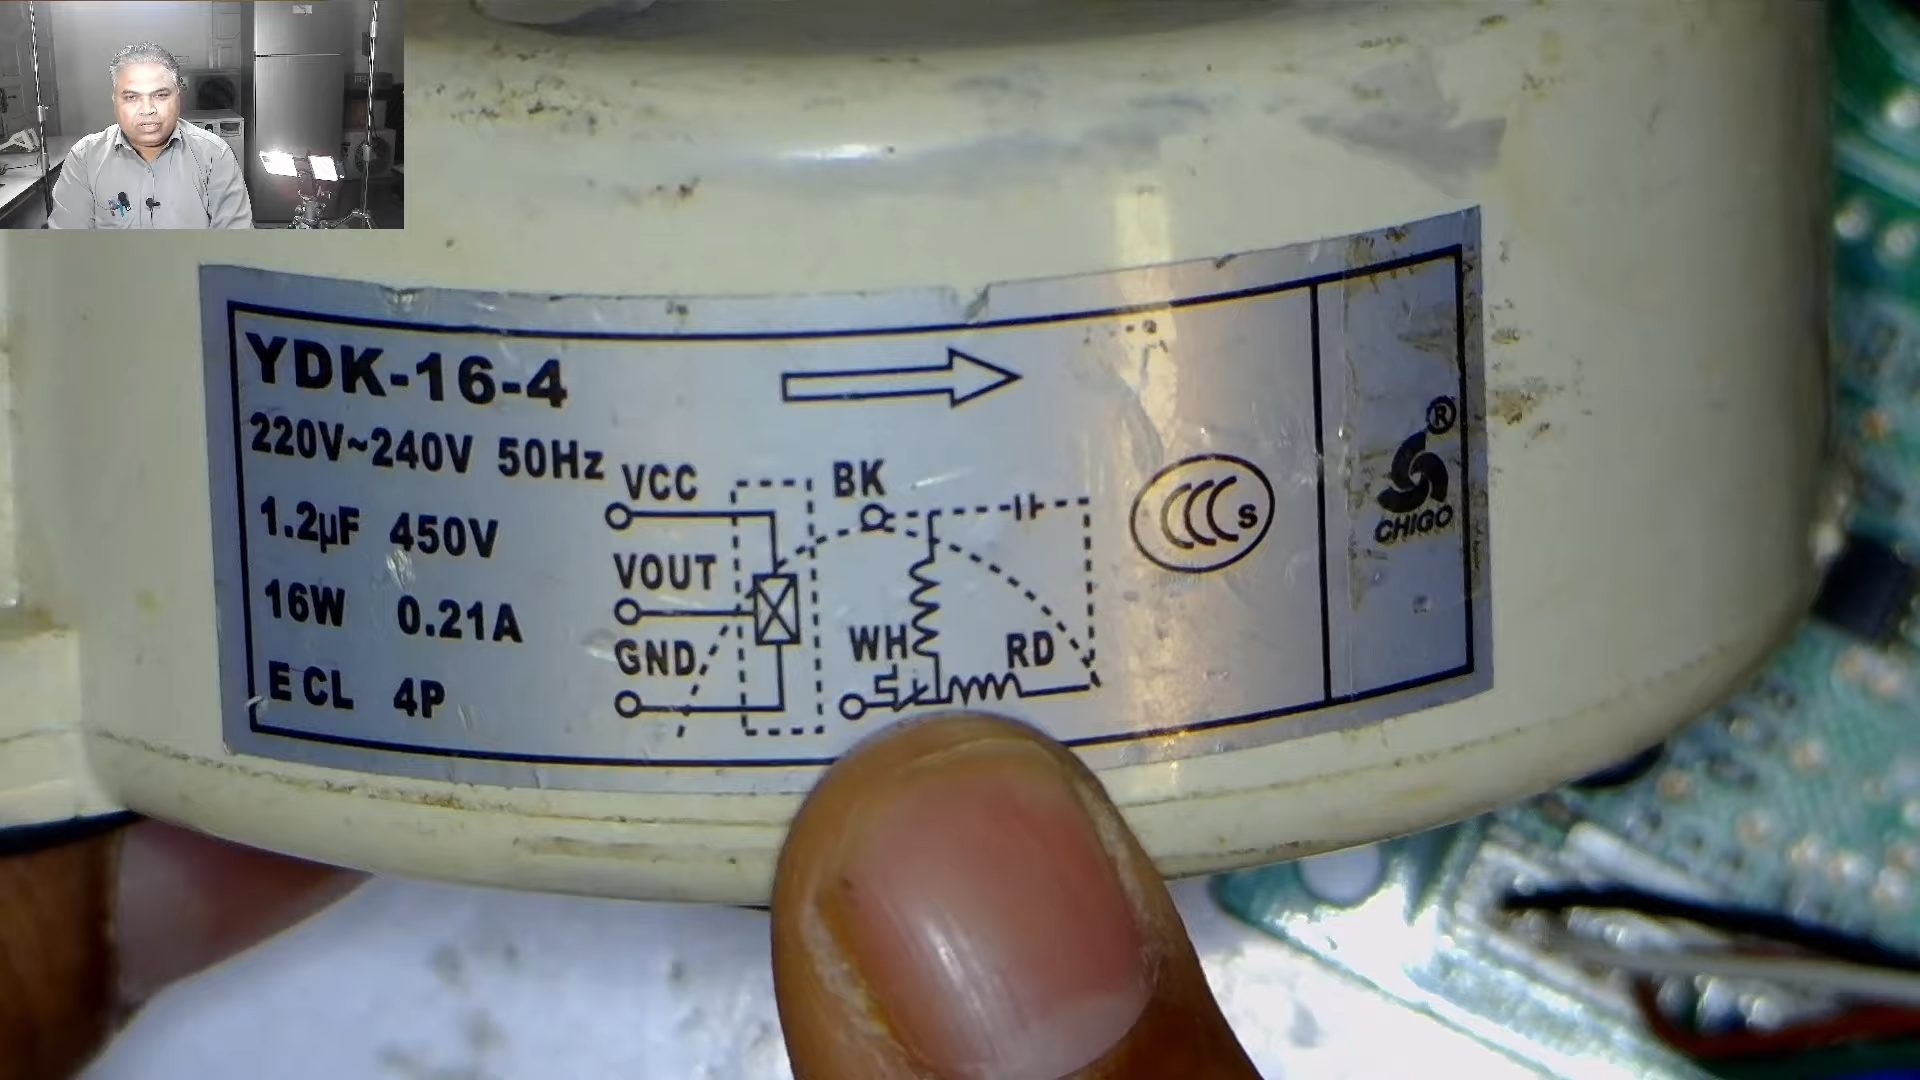 YDK-16-4
220V~240V 50Hz
1.2µF 450V
16W 0.21A
E CL 4P
VCC
VOUT
GND
BK
WH
RD
CCC S
®
CHIGO